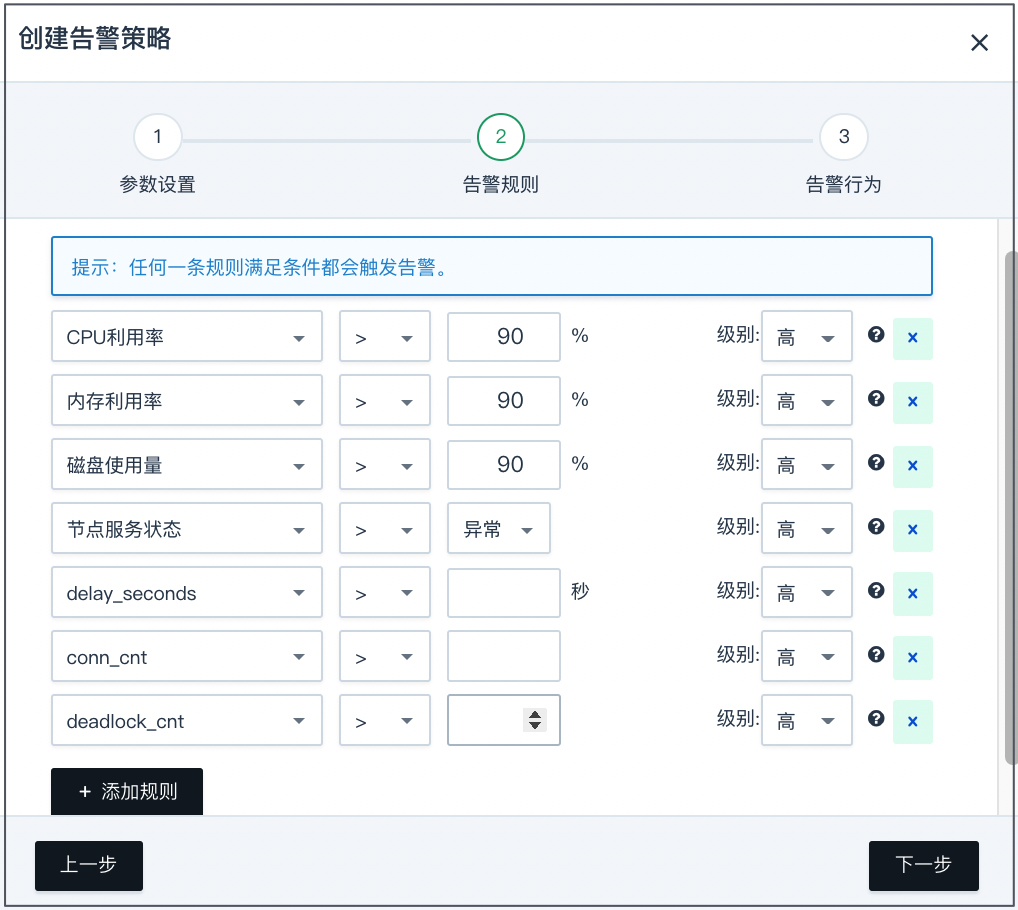 创建告警策略
1 2 3
参数设置 告警规则 告警行为
提示：任何一条规则满足条件都会触发告警。
CPU利用率 > 90 % 级别: 高
内存利用率 > 90 % 级别: 高
磁盘使用量 > 90 % 级别: 高
节点服务状态 > 异常 级别: 高
delay_seconds > 秒 级别: 高
conn_cnt > 级别: 高
deadlock_cnt > 级别: 高
+ 添加规则
上一步 下一步